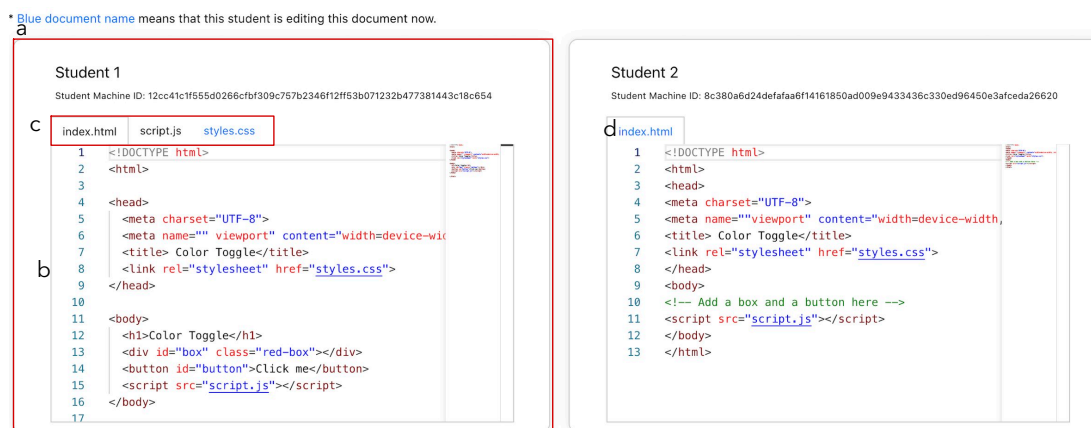 * Blue document name means that this student is editing this document now.
a
Student 1
Student Machine ID: 12cc41c1f555d0266cfbf309c757b2346f12ff53b071232b477381443c18c654
c
index.html script.js styles.css
1 <!DOCTYPE html>
2 <html>
3
4 <head>
5 <meta charset="UTF-8">
6 <meta name="" viewport" content="width=device-wid
7 <title> Color Toggle</title>
b
8 <link rel="stylesheet" href="styles.css">
9 </head>
10
11 <body>
12 <h1>Color Toggle</h1>
13 <div id="box" class="red-box"></div>
14 <button id="button">Click me</button>
15 <script src="script.js"></script>
16 </body>
17
Student 2
Student Machine ID: 8c380a6d24defafaa6f14161850ad009e9433436c330ed96450e3afceda26620
d
index.html
1 <!DOCTYPE html>
2 <html>
3 <head>
4 <meta charset="UTF-8">
5 <meta name=""viewport" content="width=device-width,
6 <title> Color Toggle</title>
7 <link rel="stylesheet" href="styles.css">
8 </head>
9 <body>
10 <!-- Add a box and a button here -->
11 <script src="script.js"></script>
12 </body>
13 </html>